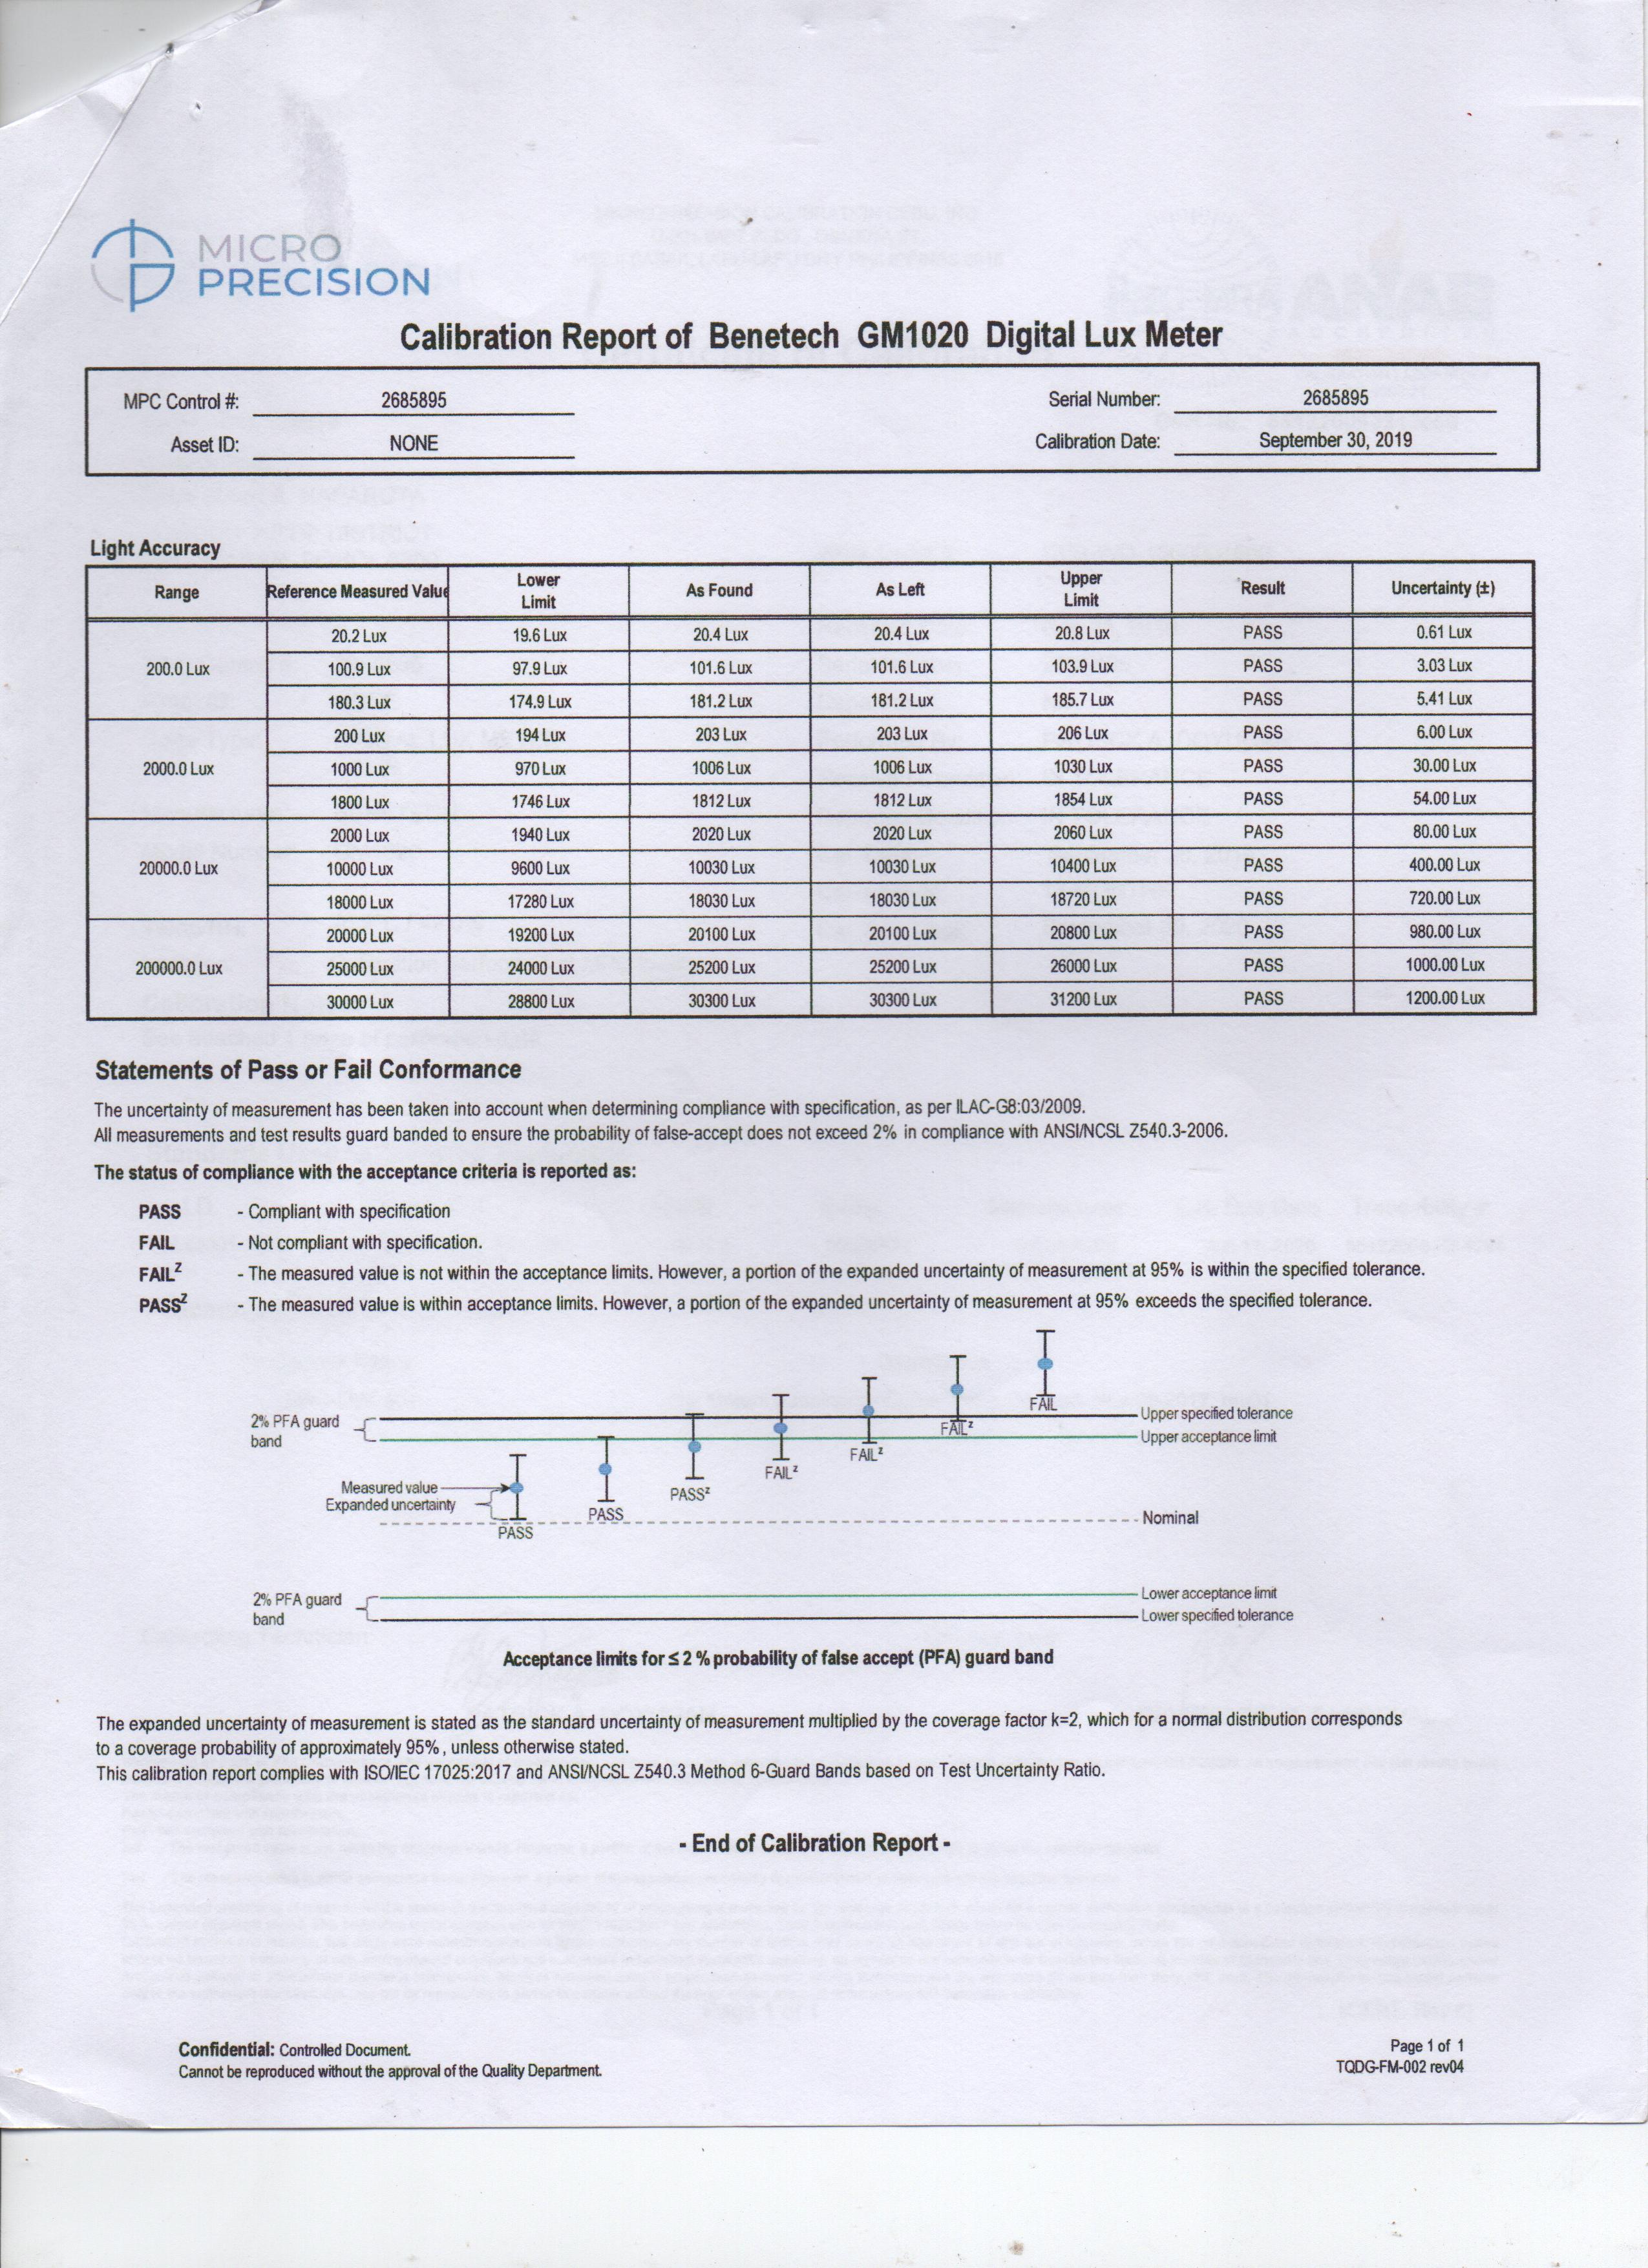 MICRO
PRECISION
Calibration Report of Benetech GM1020 Digital Lux Meter
MPC Control #: 2685895 Serial Number: 2685895
Asset ID: NONE Calibration Date: September 30, 2019
Light Accuracy
Range Reference Measured Value Lower Limit As Found As Left Upper Limit Result Uncertainty (±)
200.0 Lux
20.2 Lux 19.6 Lux 20.4 Lux 20.4 Lux 20.8 Lux PASS 0.61 Lux
100.9 Lux 97.9 Lux 101.6 Lux 101.6 Lux 103.9 Lux PASS 3.03 Lux
180.3 Lux 174.9 Lux 181.2 Lux 181.2 Lux 185.7 Lux PASS 5.41 Lux
2000.0 Lux
200 Lux 194 Lux 203 Lux 203 Lux 206 Lux PASS 6.00 Lux
1000 Lux 970 Lux 1006 Lux 1006 Lux 1030 Lux PASS 30.00 Lux
1800 Lux 1746 Lux 1812 Lux 1812 Lux 1854 Lux PASS 54.00 Lux
20000.0 Lux
2000 Lux 1940 Lux 2020 Lux 2020 Lux 2060 Lux PASS 80.00 Lux
10000 Lux 9600 Lux 10030 Lux 10030 Lux 10400 Lux PASS 400.00 Lux
18000 Lux 17280 Lux 18030 Lux 18030 Lux 18720 Lux PASS 720.00 Lux
200000.0 Lux
20000 Lux 19200 Lux 20100 Lux 20100 Lux 20800 Lux PASS 980.00 Lux
25000 Lux 24000 Lux 25200 Lux 25200 Lux 26000 Lux PASS 1000.00 Lux
30000 Lux 28800 Lux 30300 Lux 30300 Lux 31200 Lux PASS 1200.00 Lux
Statements of Pass or Fail Conformance
The uncertainty of measurement has been taken into account when determining compliance with specification, as per ILAC-G8:03/2009.
All measurements and test results guard banded to ensure the probability of false-accept does not exceed 2% in compliance with ANSI/NCSL Z540.3-2006.
The status of compliance with the acceptance criteria is reported as:
PASS - Compliant with specification
FAIL - Not compliant with specification.
FAILᶻ - The measured value is not within the acceptance limits. However, a portion of the expanded uncertainty of measurement at 95% is within the specified tolerance.
PASSᶻ - The measured value is within acceptance limits. However, a portion of the expanded uncertainty of measurement at 95% exceeds the specified tolerance.
FAIL
2% PFA guard band
Upper specified tolerance
FAILᶻ
Upper acceptance limit
FAILᶻ
FAILᶻ
Measured value
PASSᶻ
Expanded uncertainty
PASS
Nominal
PASS
2% PFA guard band
Lower acceptance limit
Lower specified tolerance
Acceptance limits for ≤ 2 % probability of false accept (PFA) guard band
The expanded uncertainty of measurement is stated as the standard uncertainty of measurement multiplied by the coverage factor k=2, which for a normal distribution corresponds
to a coverage probability of approximately 95%, unless otherwise stated.
This calibration report complies with ISO/IEC 17025:2017 and ANSI/NCSL Z540.3 Method 6-Guard Bands based on Test Uncertainty Ratio.
- End of Calibration Report -
Confidential: Controlled Document.
Cannot be reproduced without the approval of the Quality Department.
Page 1 of 1
TQDG-FM-002 rev04